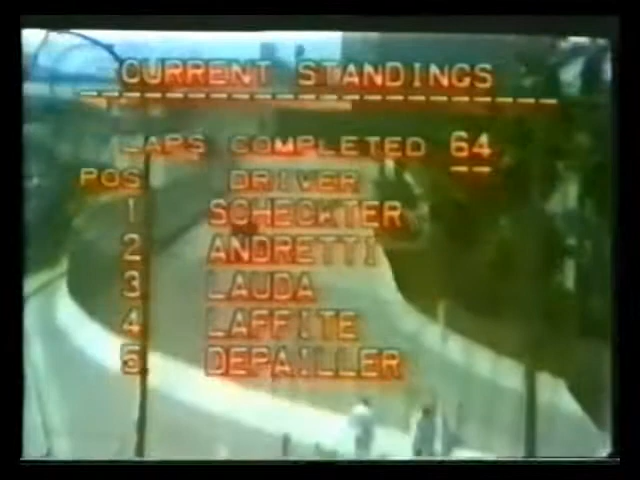 CURRENT STANDINGS
LAPS COMPLETED 64
POS DRIVER
1 SCHECKTER
2 ANDRETTI
3 LAUDA
4 LAFFITE
5 DEPAILLER